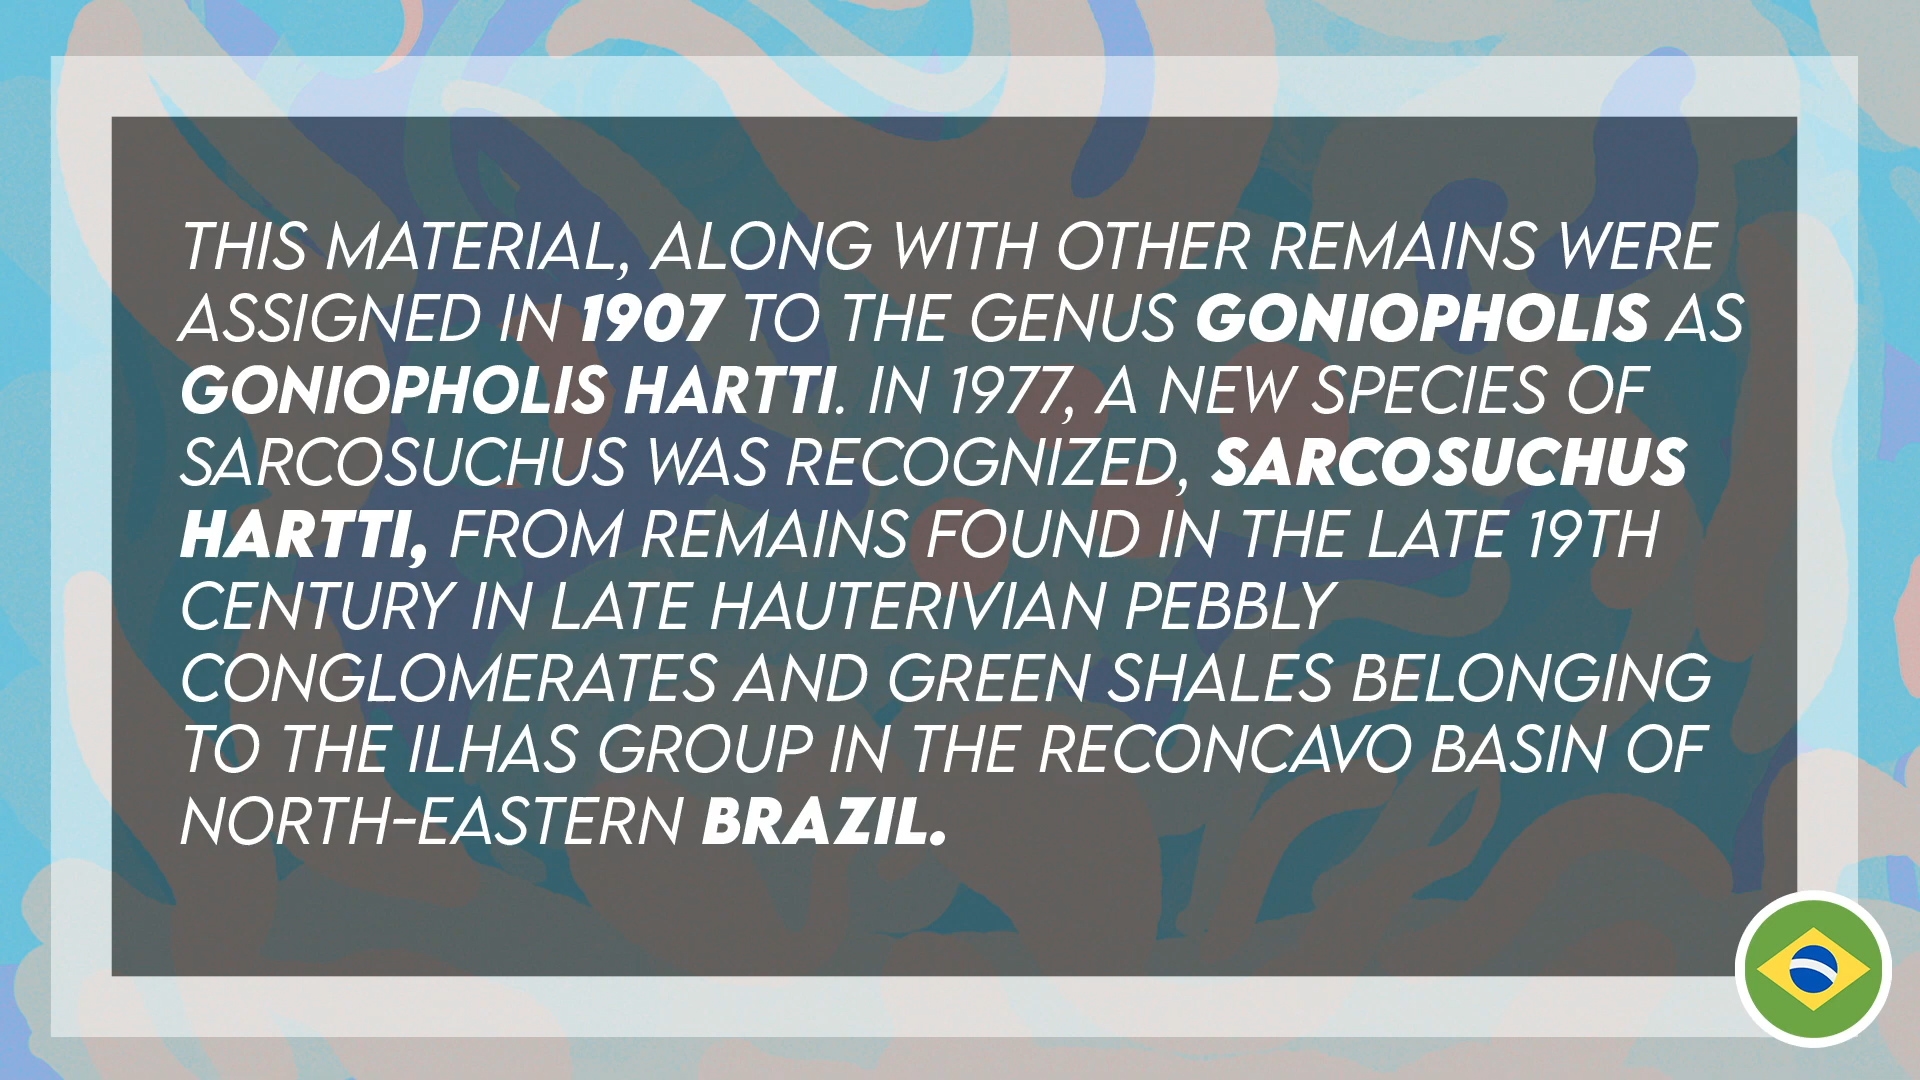 THIS MATERIAL, ALONG WITH OTHER REMAINS WERE
ASSIGNED IN 1907 TO THE GENUS GONIOPHOLIS AS
GONIOPHOLIS HARTTI. IN 1977, A NEW SPECIES OF
SARCOSUCHUS WAS RECOGNIZED, SARCOSUCHUS
HARTTI, FROM REMAINS FOUND IN THE LATE 19TH
CENTURY IN LATE HAUTERIVIAN PEBBLY
CONGLOMERATES AND GREEN SHALES BELONGING
TO THE ILHAS GROUP IN THE RECONCAVO BASIN OF
NORTH-EASTERN BRAZIL.